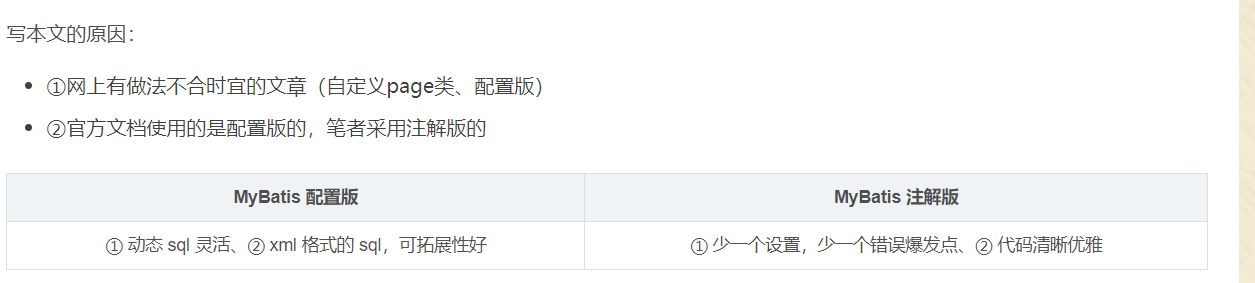 写本文的原因：
①网上有做法不合时宜的文章（自定义page类、配置版）
②官方文档使用的是配置版的，笔者采用注解版的
MyBatis 配置版 MyBatis 注解版
① 动态 sql 灵活、② xml 格式的 sql，可拓展性好 ① 少一个设置，少一个错误爆发点、② 代码清晰优雅